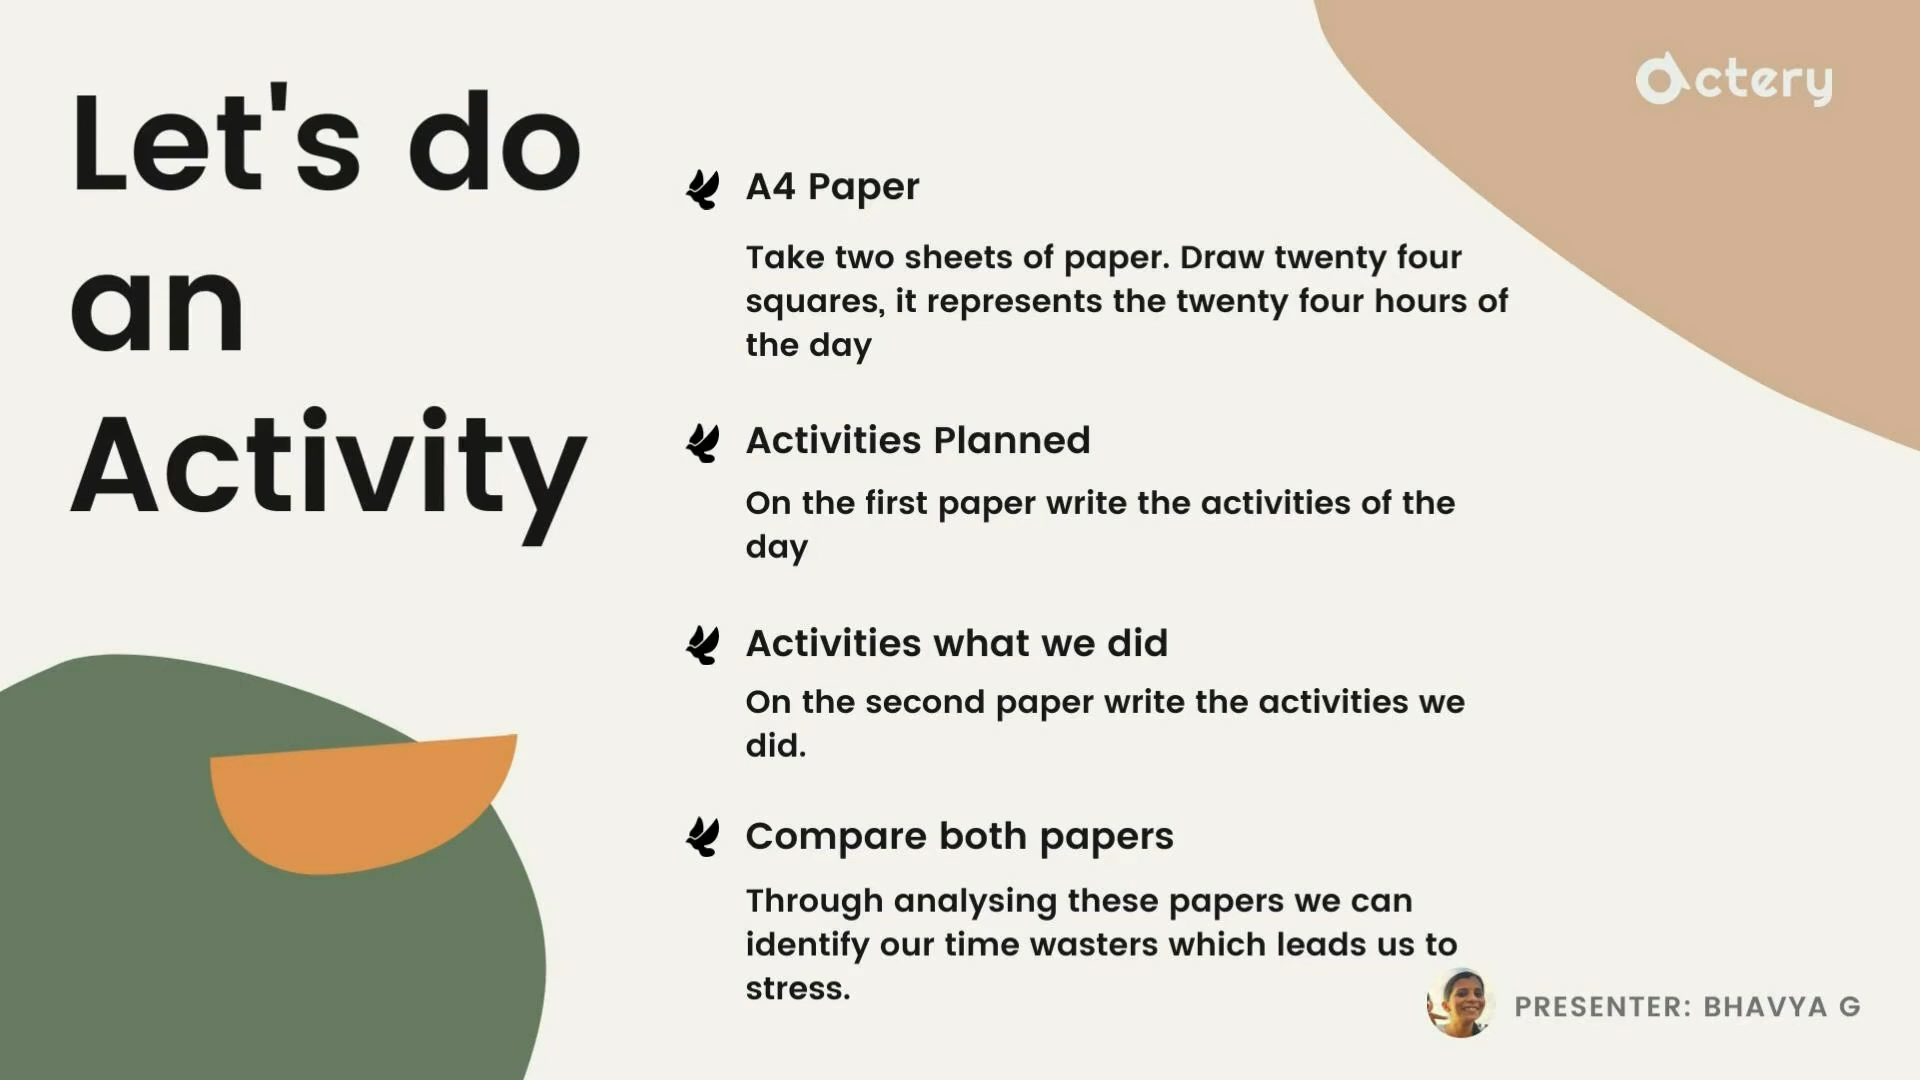 Let's do
an
Activity
actery
A4 Paper
Take two sheets of paper. Draw twenty four
squares, it represents the twenty four hours of
the day
Activities Planned
On the first paper write the activities of the
day
Activities what we did
On the second paper write the activities we
did.
Compare both papers
Through analysing these papers we can
identify our time wasters which leads us to
stress.
PRESENTER: BHAVYA G